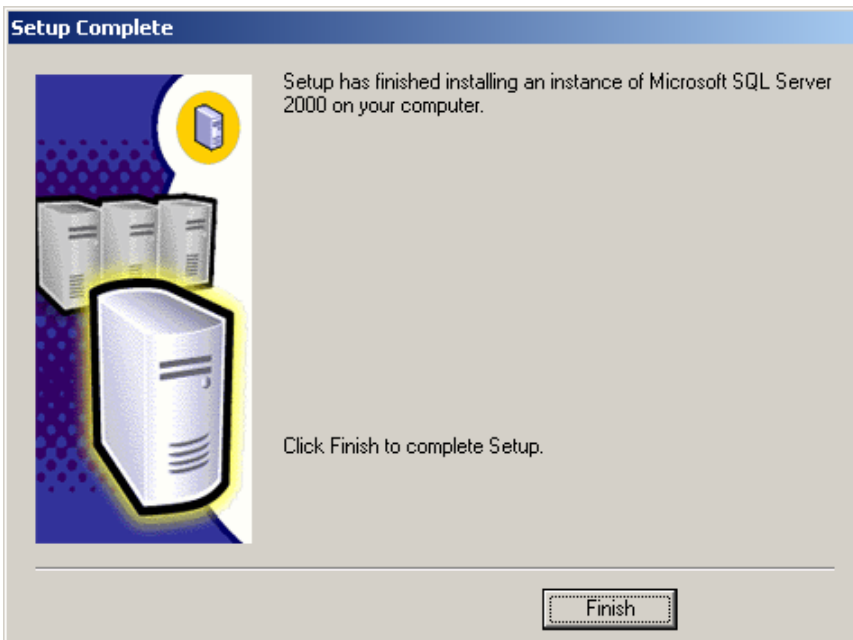 Setup Complete
Setup has finished installing an instance of Microsoft SQL Server
2000 on your computer.
Click Finish to complete Setup.
Finish